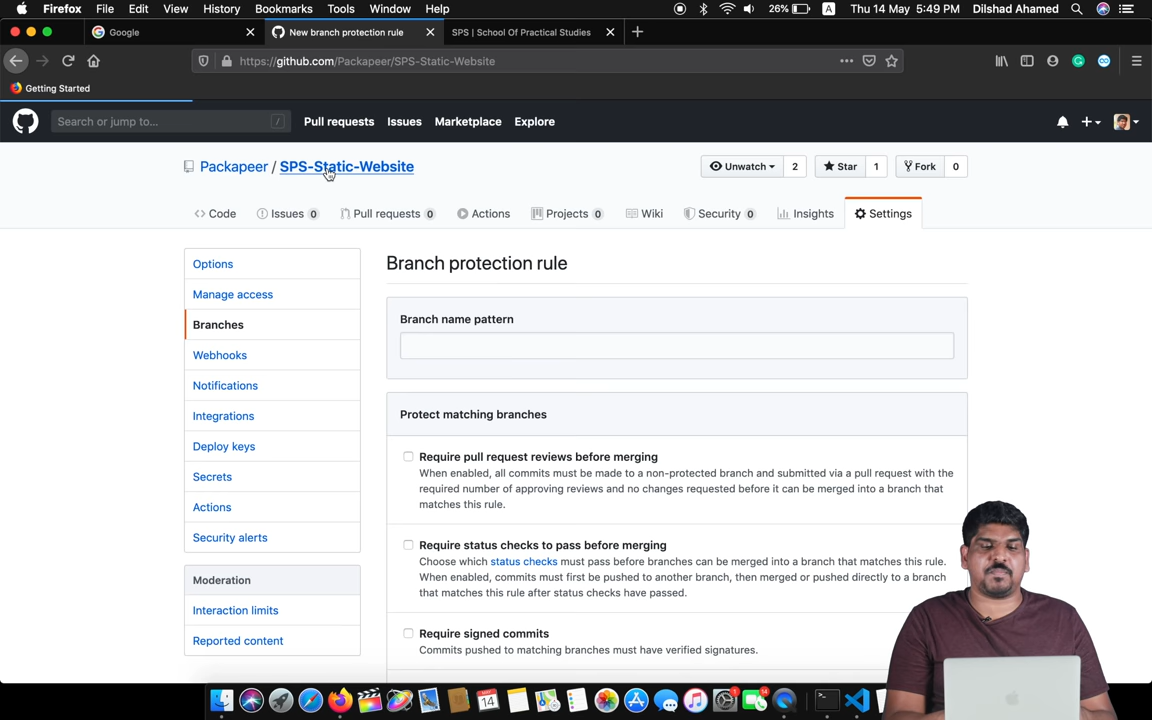 Firefox File Edit View History Bookmarks Tools Window Help 26% A Thu 14 May 5:49 PM Dilshad Ahamed
Google New branch protection rule SPS | School Of Practical Studies
https://github.com/Packapeer/SPS-Static-Website
Getting Started
Search or jump to... / Pull requests Issues Marketplace Explore
Packapeer / SPS-Static-Website Unwatch 2 Star 1 Fork 0
Code Issues 0 Pull requests 0 Actions Projects 0 Wiki Security 0 Insights Settings
Options
Manage access
Branches
Webhooks
Notifications
Integrations
Deploy keys
Secrets
Actions
Security alerts
Moderation
Interaction limits
Reported content
Branch protection rule
Branch name pattern
Protect matching branches
Require pull request reviews before merging
When enabled, all commits must be made to a non-protected branch and submitted via a pull request with the
required number of approving reviews and no changes requested before it can be merged into a branch that
matches this rule.
Require status checks to pass before merging
Choose which status checks must pass before branches can be merged into a branch that matches this rule.
When enabled, commits must first be pushed to another branch, then merged or pushed directly to a branch
that matches this rule after status checks have passed.
Require signed commits
Commits pushed to matching branches must have verified signatures.
14
1
14